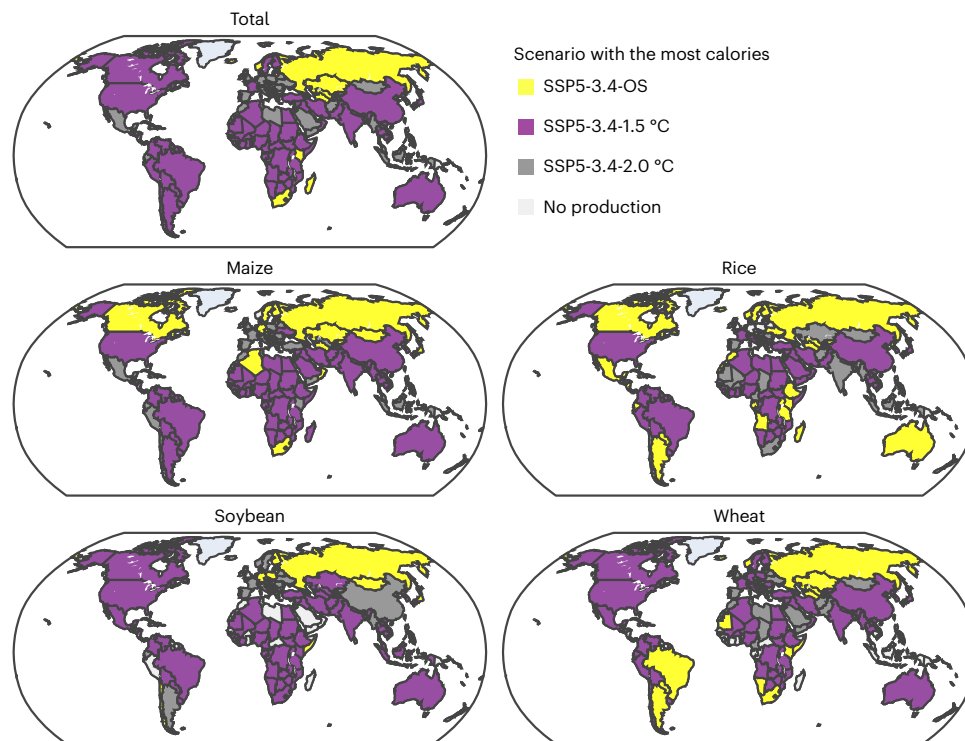 Total
Scenario with the most calories
SSP5-3.4-OS
SSP5-3.4-1.5 °C
SSP5-3.4-2.0 °C
No production
Maize
Rice
Soybean
Wheat